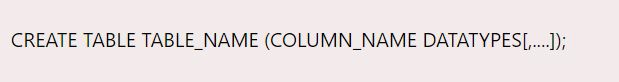 CREATE TABLE TABLE_NAME (COLUMN_NAME DATATYPES[,....]);